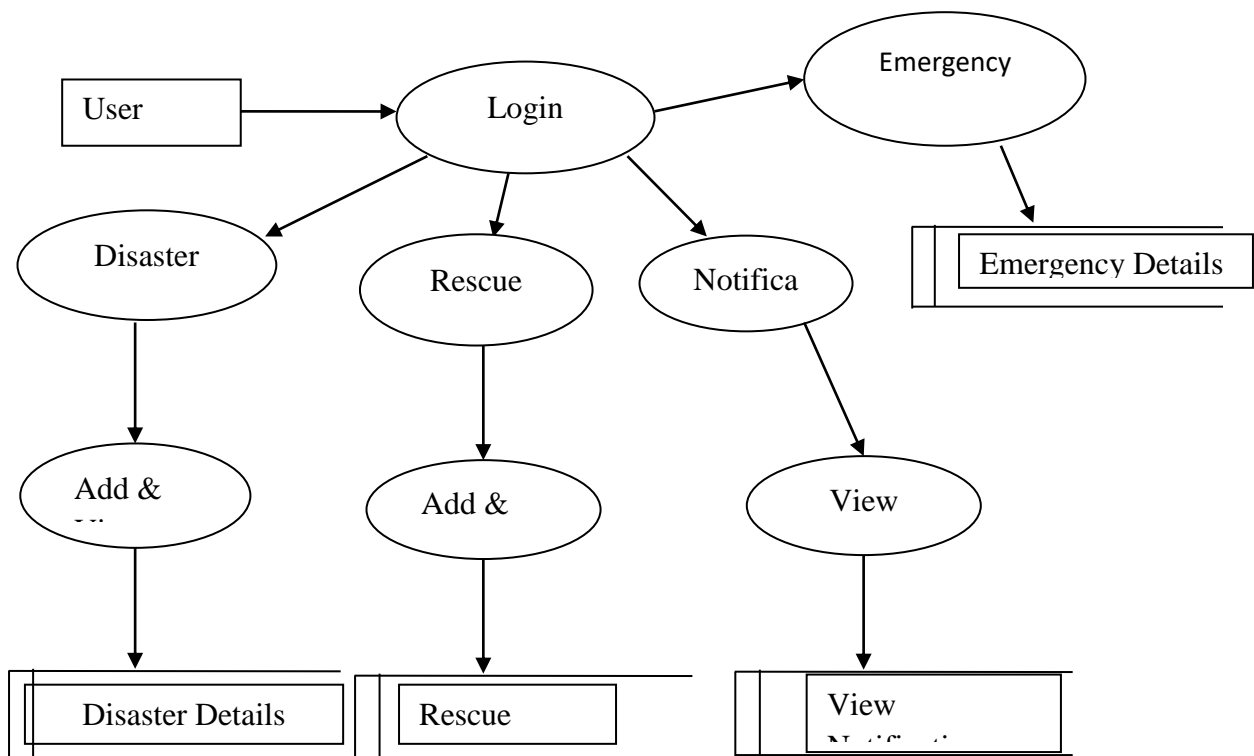 Emergency
User
Login
Disaster
Rescue
Notifica
Emergency Details
Add &
Add &
View
Disaster Details
Rescue
View